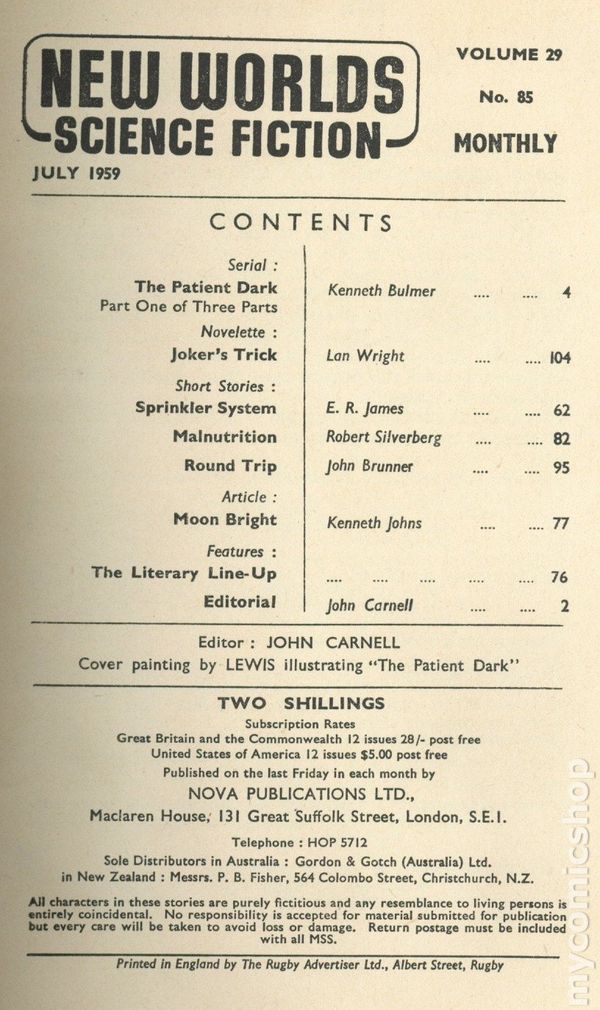 NEW WORLDS
SCIENCE FICTION
VOLUME 29
No. 85
MONTHLY
JULY 1959
CONTENTS
Serial :
The Patient Dark Kenneth Bulmer .... .... 4
Part One of Three Parts
Novelette :
Joker's Trick Lan Wright .... .... 104
Short Stories :
Sprinkler System E. R. James .... .... 62
Malnutrition Robert Silverberg .... .... 82
Round Trip John Brunner .... .... 95
Article :
Moon Bright Kenneth Johns .... .... 77
Features :
The Literary Line-Up .... .... .... .... .... 76
Editorial John Carnell .... .... 2
Editor : JOHN CARNELL
Cover painting by LEWIS illustrating "The Patient Dark"
TWO SHILLINGS
Subscription Rates
Great Britain and the Commonwealth 12 issues 28/- post free
United States of America 12 issues $5.00 post free
Published on the last Friday in each month by
NOVA PUBLICATIONS LTD.,
Maclaren House, 131 Great Suffolk Street, London, S.E.1.
Telephone : HOP 5712
Sole Distributors in Australia : Gordon & Gotch (Australia) Ltd.
in New Zealand : Messrs. P. B. Fisher, 564 Colombo Street, Christchurch, N.Z.
All characters in these stories are purely fictitious and any resemblance to living persons is
entirely coincidental. No responsibility is accepted for material submitted for publication
but every care will be taken to avoid loss or damage. Return postage must be included
with all MSS.
Printed in England by The Rugby Advertiser Ltd., Albert Street, Rugby
mycomicshop